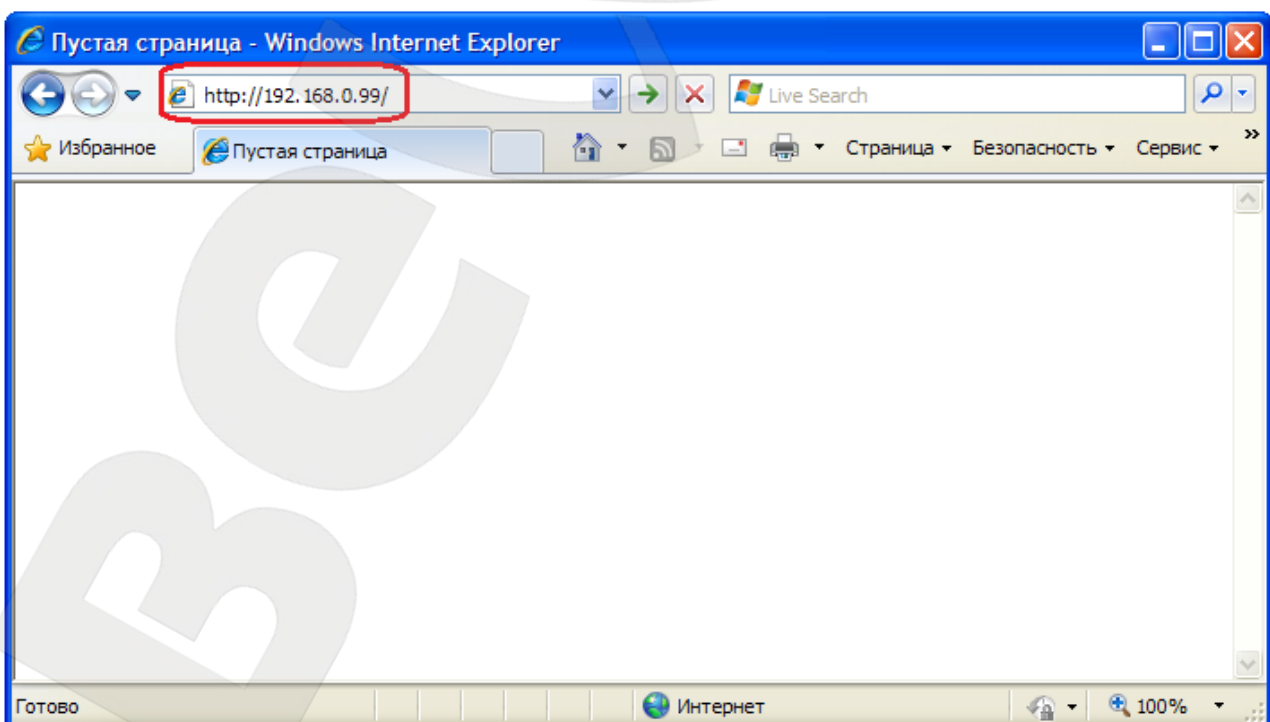 Пустая страница - Windows Internet Explorer
http://192.168.0.99/
Live Search
Избранное
Пустая страница
Страница
Безопасность
Сервис
»
Ве
Готово
Интернет
100%